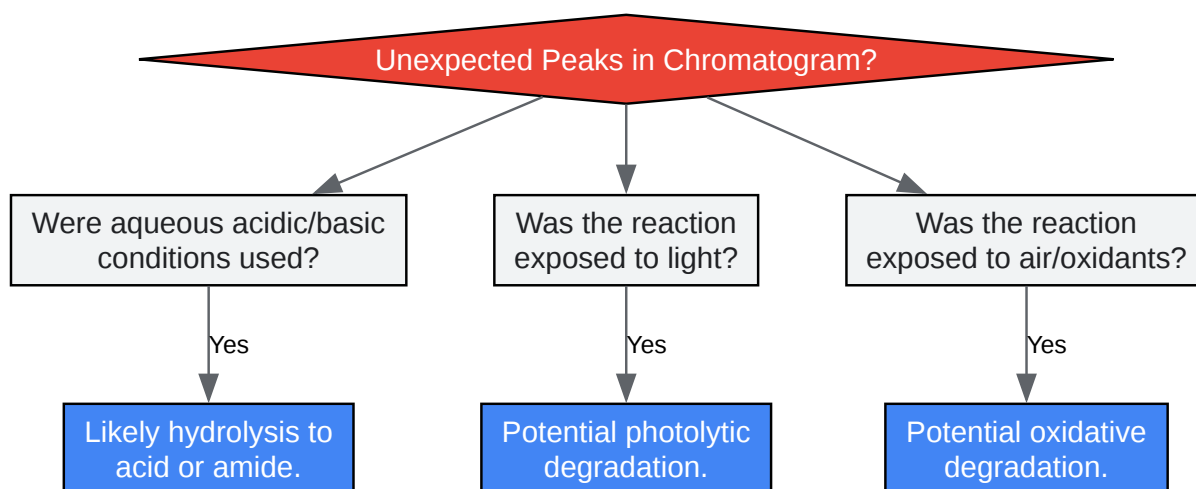 Unexpected Peaks in Chromatogram?
Were aqueous acidic/basic
conditions used?
Was the reaction
exposed to light?
Was the reaction
exposed to air/oxidants?
Yes
Yes
Yes
Likely hydrolysis to
acid or amide.
Potential photolytic
degradation.
Potential oxidative
degradation.